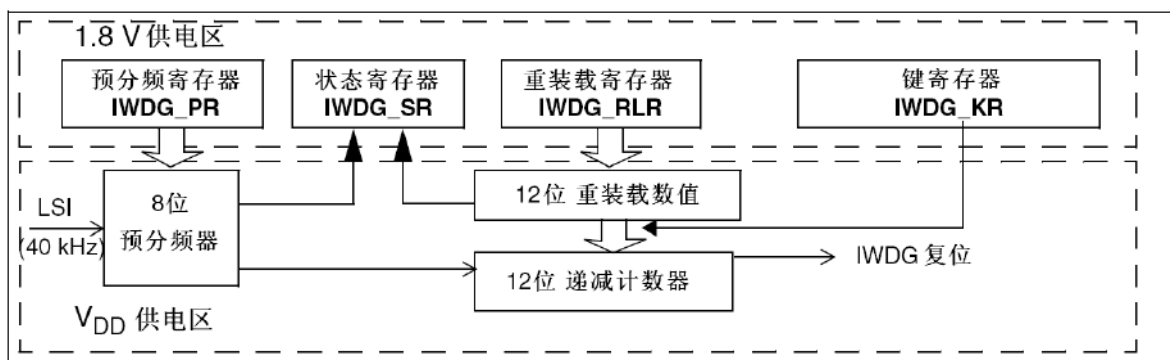 1.8 V 供电区
预分频寄存器
IWDG_PR
状态寄存器
IWDG_SR
重装载寄存器
IWDG_RLR
键寄存器
IWDG_KR
LSI
(40 kHz)
8位
预分频器
12位 重装载数值
12位 递减计数器
IWDG 复位
VDD 供电区